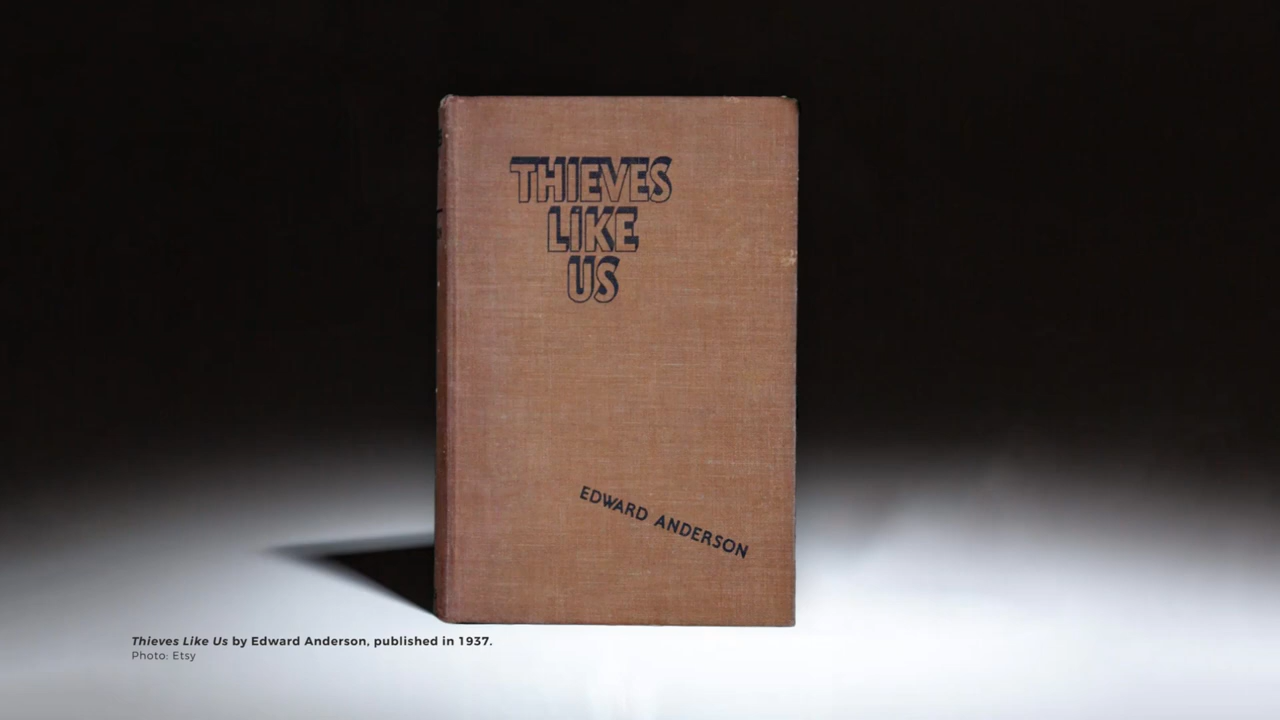 THIEVES
LIKE
US
EDWARD ANDERSON
Thieves Like Us by Edward Anderson, published in 1937.
Photo: Etsy